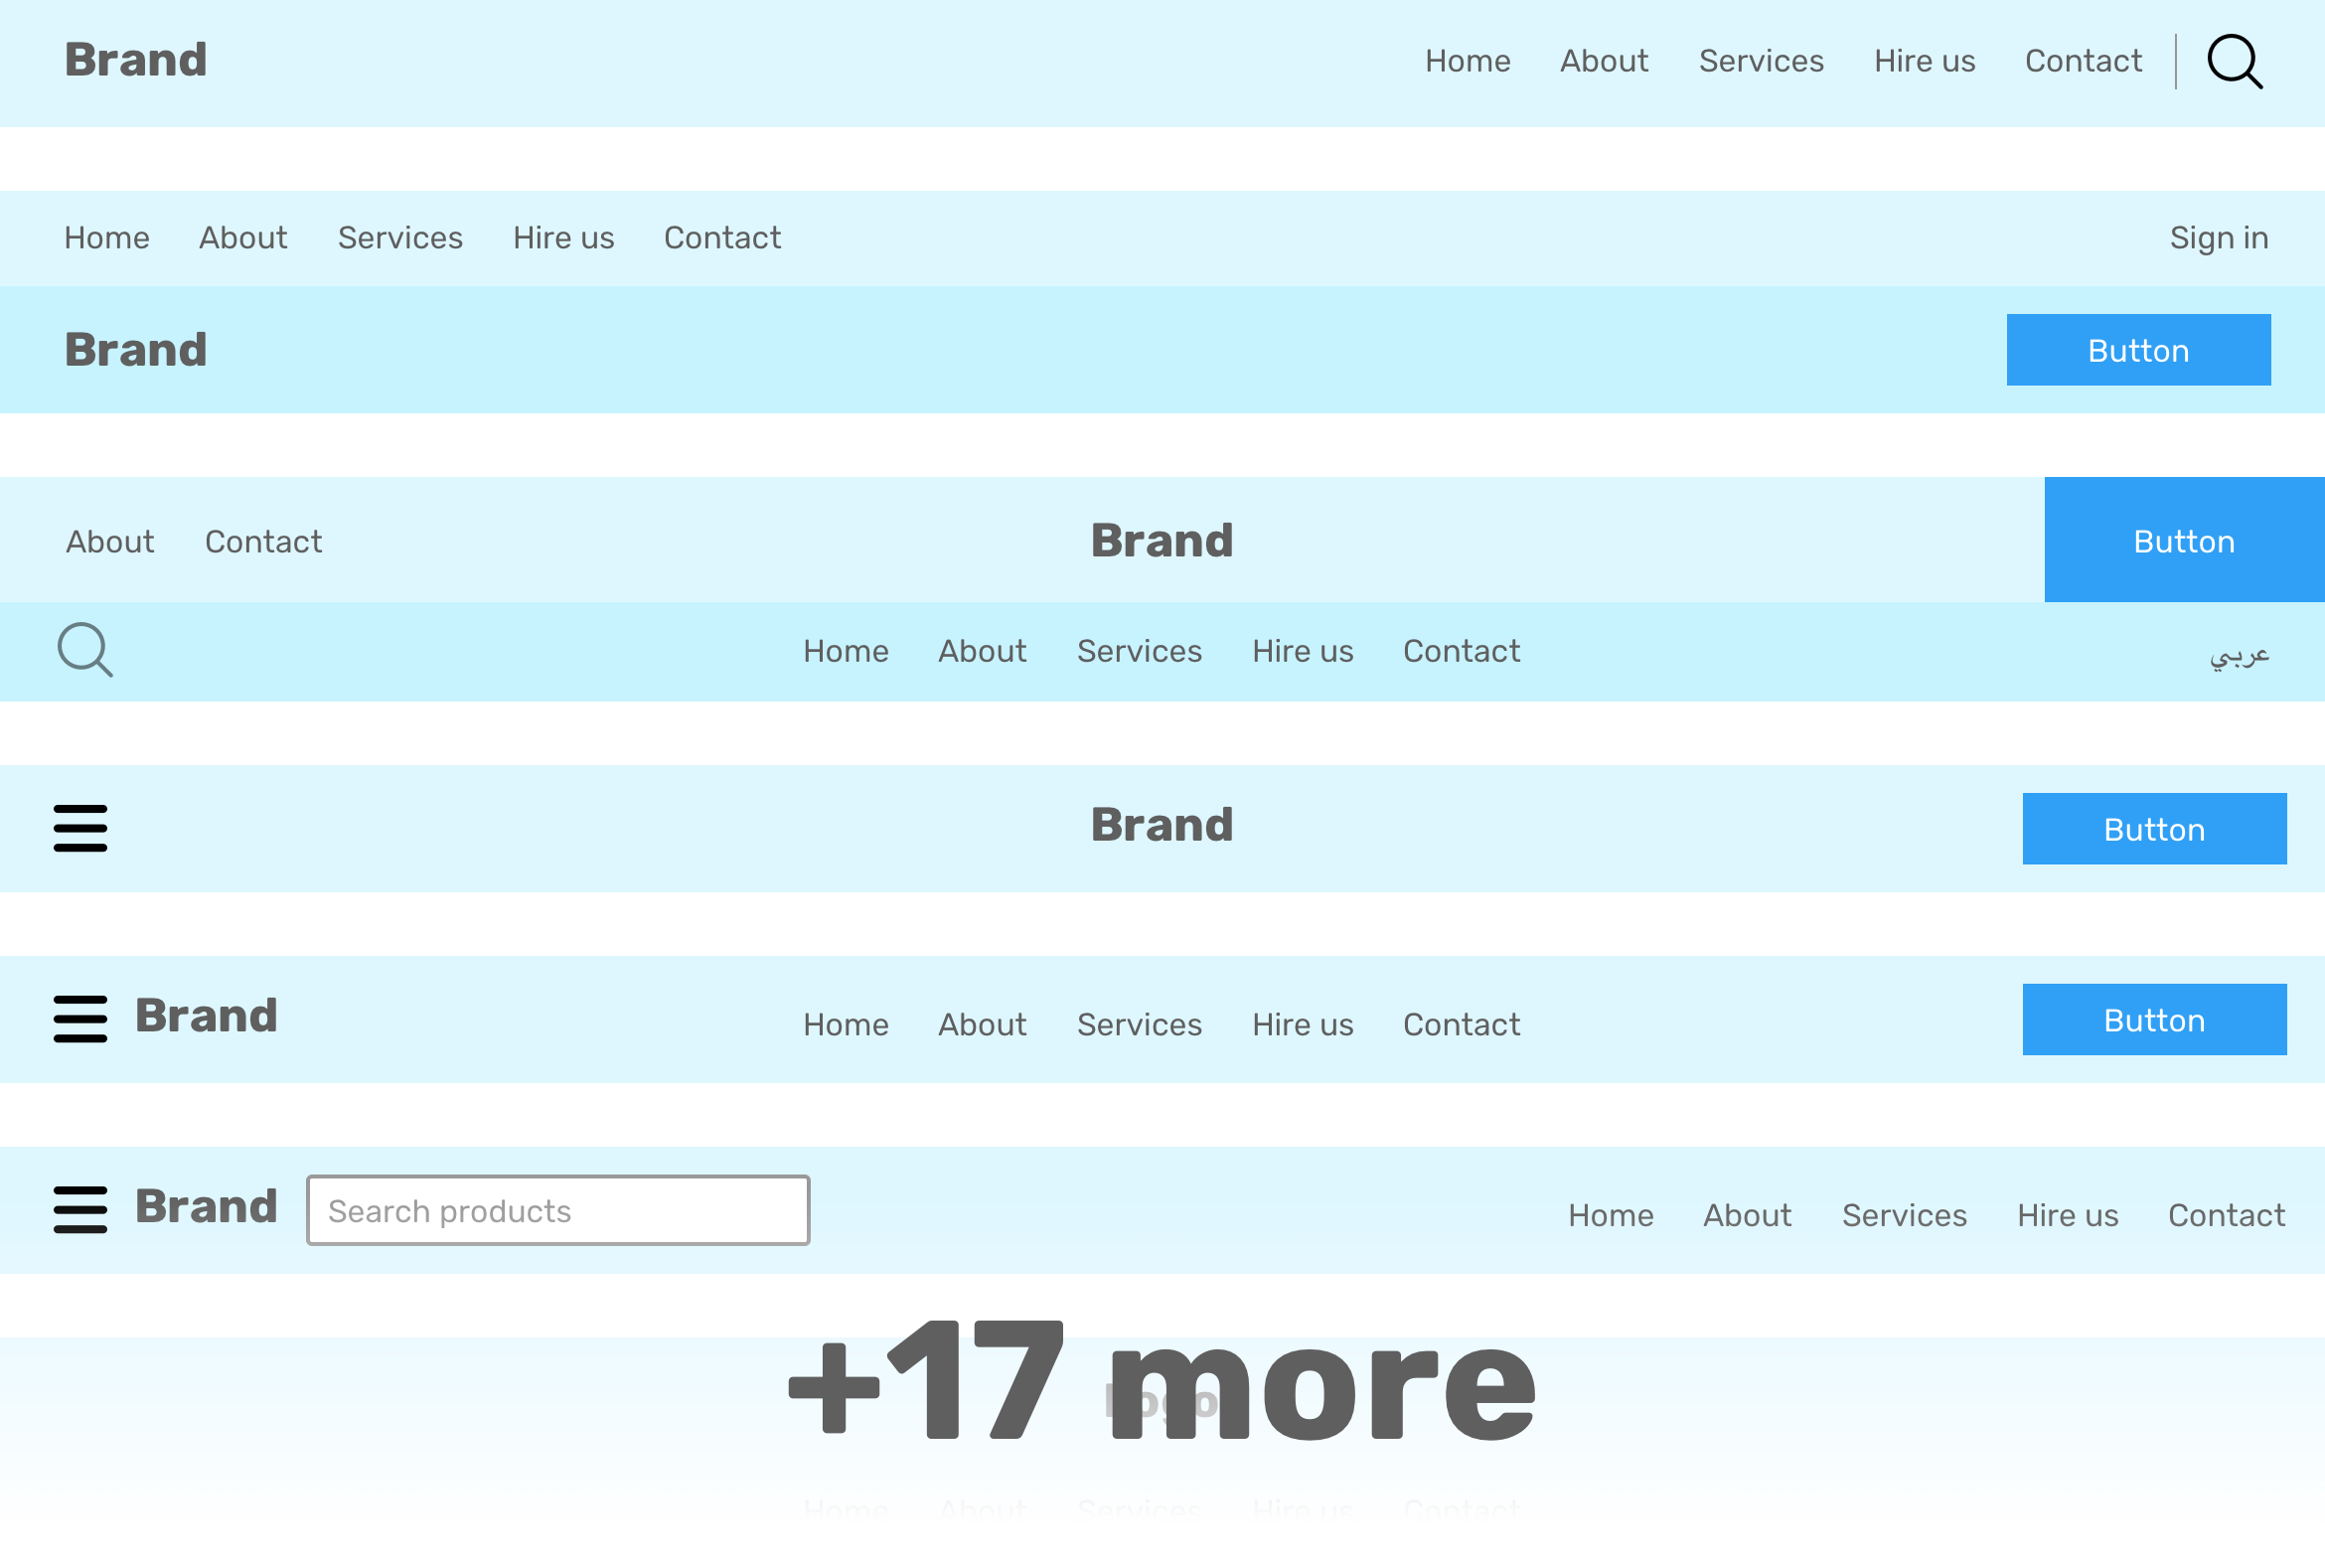 Brand Home About Services Hire us Contact
Home About Services Hire us Contact Sign in
Brand Button
About Contact Brand Button
Home About Services Hire us Contact عربي
Brand Button
Brand Home About Services Hire us Contact Button
Brand Search products Home About Services Hire us Contact
+17 more
Logo
Home About Services Hire us Contact